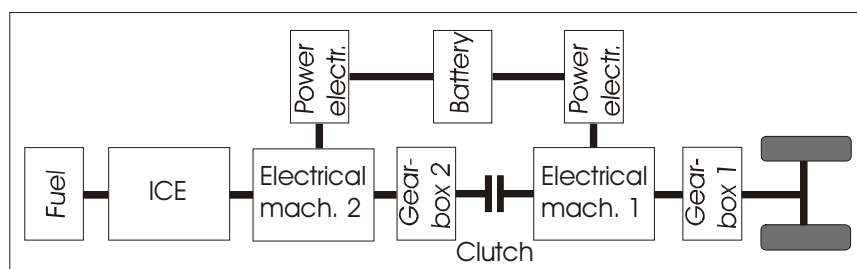 Power
electr.
Battery
Power
electr.
Fuel
ICE
Electrical
mach. 2
Gear-
box 2
Electrical
mach. 1
Gear-
box 1
Clutch